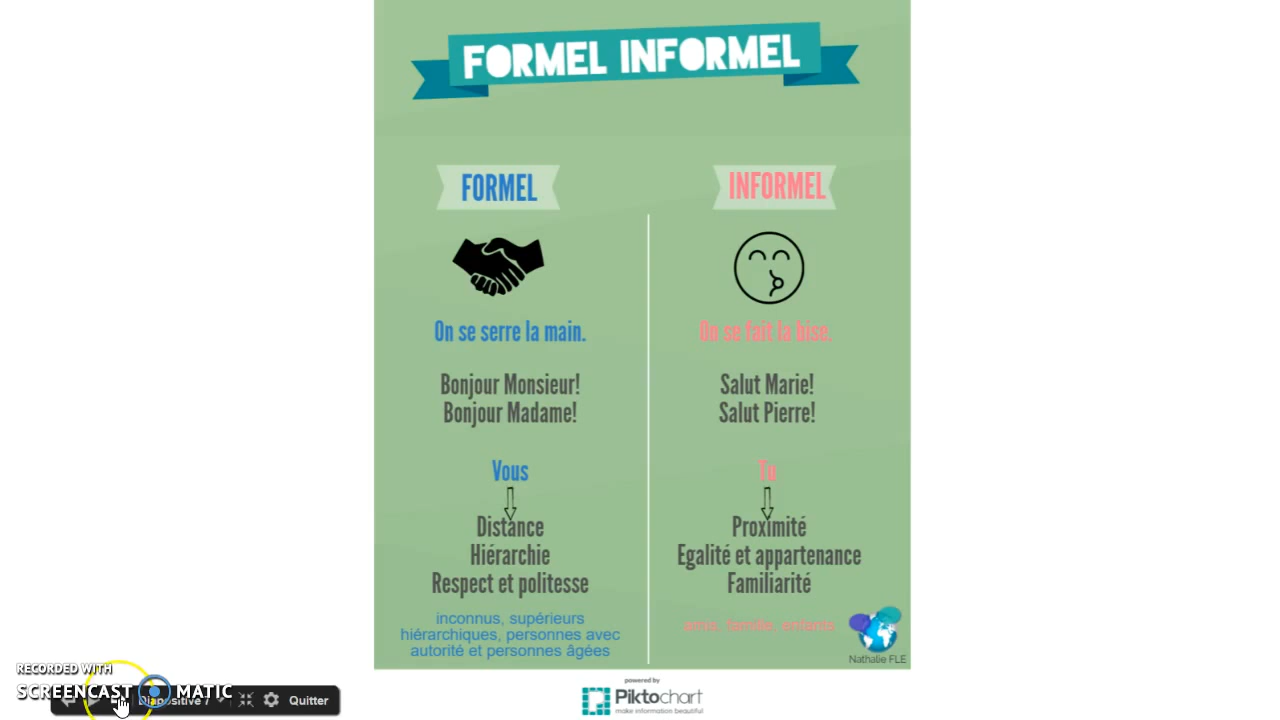 FORMEL INFORMEL
FORMEL
On se serre la main.
Bonjour Monsieur!
Bonjour Madame!
Vous
Distance
Hiérarchie
Respect et politesse
inconnus, supérieurs
hiérarchiques, personnes avec
autorité et personnes âgées
INFORMEL
On se fait la bise.
Salut Marie!
Salut Pierre!
Tu
Proximité
Egalité et appartenance
Familiarité
amis, famille, enfants
Nathalie FLE
powered by
Piktochart
make information beautiful
RECORDED WITH
SCREENCAST MATIC
Diapositive 7
Quitter